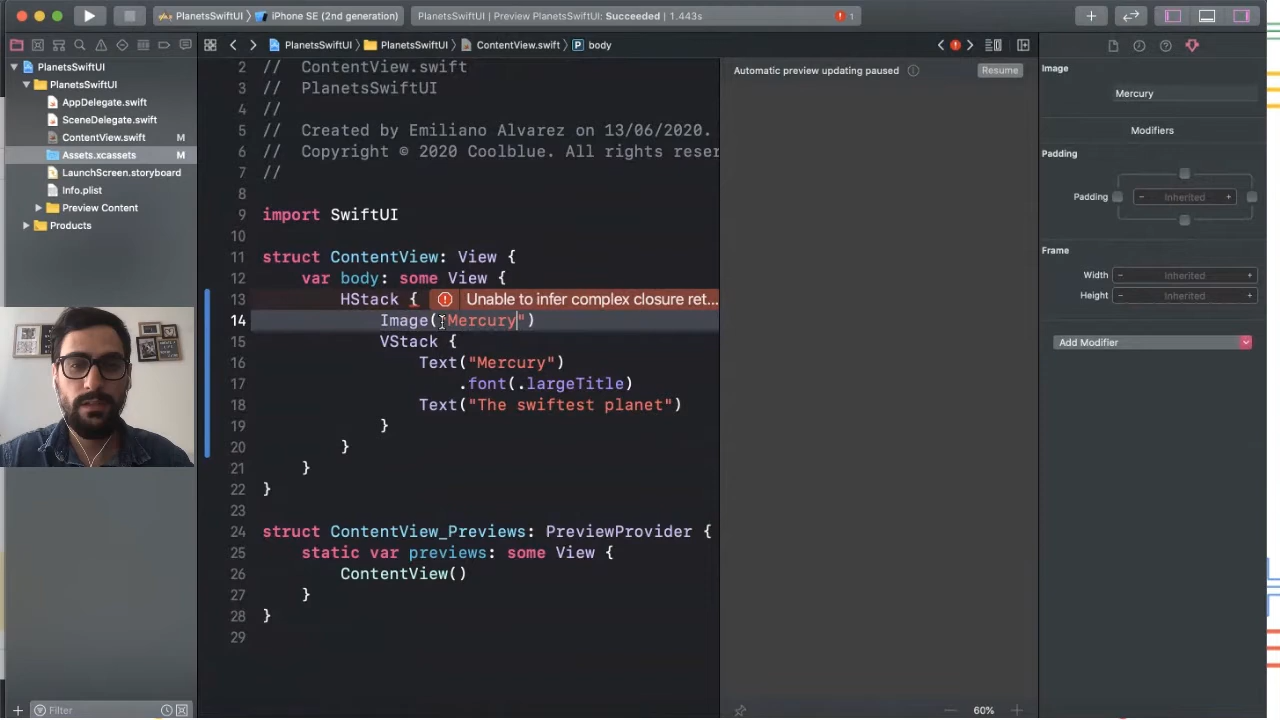 PlanetsSwiftUI 〉 iPhone SE (2nd generation)
PlanetsSwiftUI | Preview PlanetsSwiftUI: Succeeded | 1.443s
1
PlanetsSwiftUI 〉 PlanetsSwiftUI 〉 ContentView.swift 〉 P body
PlanetsSwiftUI
PlanetsSwiftUI
AppDelegate.swift
SceneDelegate.swift
ContentView.swift M
Assets.xcassets M
LaunchScreen.storyboard
Info.plist
Preview Content
Products
Filter
2 // ContentView.swift
3 // PlanetsSwiftUI
4 //
5 // Created by Emiliano Alvarez on 13/06/2020.
6 // Copyright © 2020 Coolblue. All rights reser
7 //
8
9 import SwiftUI
10
11 struct ContentView: View {
12 var body: some View {
13 HStack { Unable to infer complex closure ret...
14 Image("Mercury")
15 VStack {
16 Text("Mercury")
17 .font(.largeTitle)
18 Text("The swiftest planet")
19 }
20 }
21 }
22 }
23
24 struct ContentView_Previews: PreviewProvider {
25 static var previews: some View {
26 ContentView()
27 }
28 }
29
Automatic preview updating paused
Resume
60%
Image
Mercury
Modifiers
Padding
Padding − Inherited +
Frame
Width − Inherited +
Height − Inherited +
Add Modifier